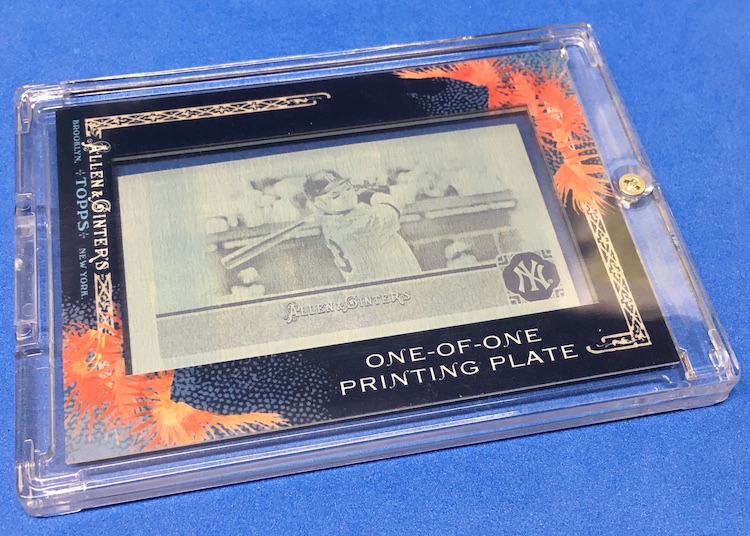 BROOKLYN, TOPPS NEW YORK
ALLEN & GINTER'S
NY
ALLEN & GINTER'S
ONE-OF-ONE
PRINTING PLATE